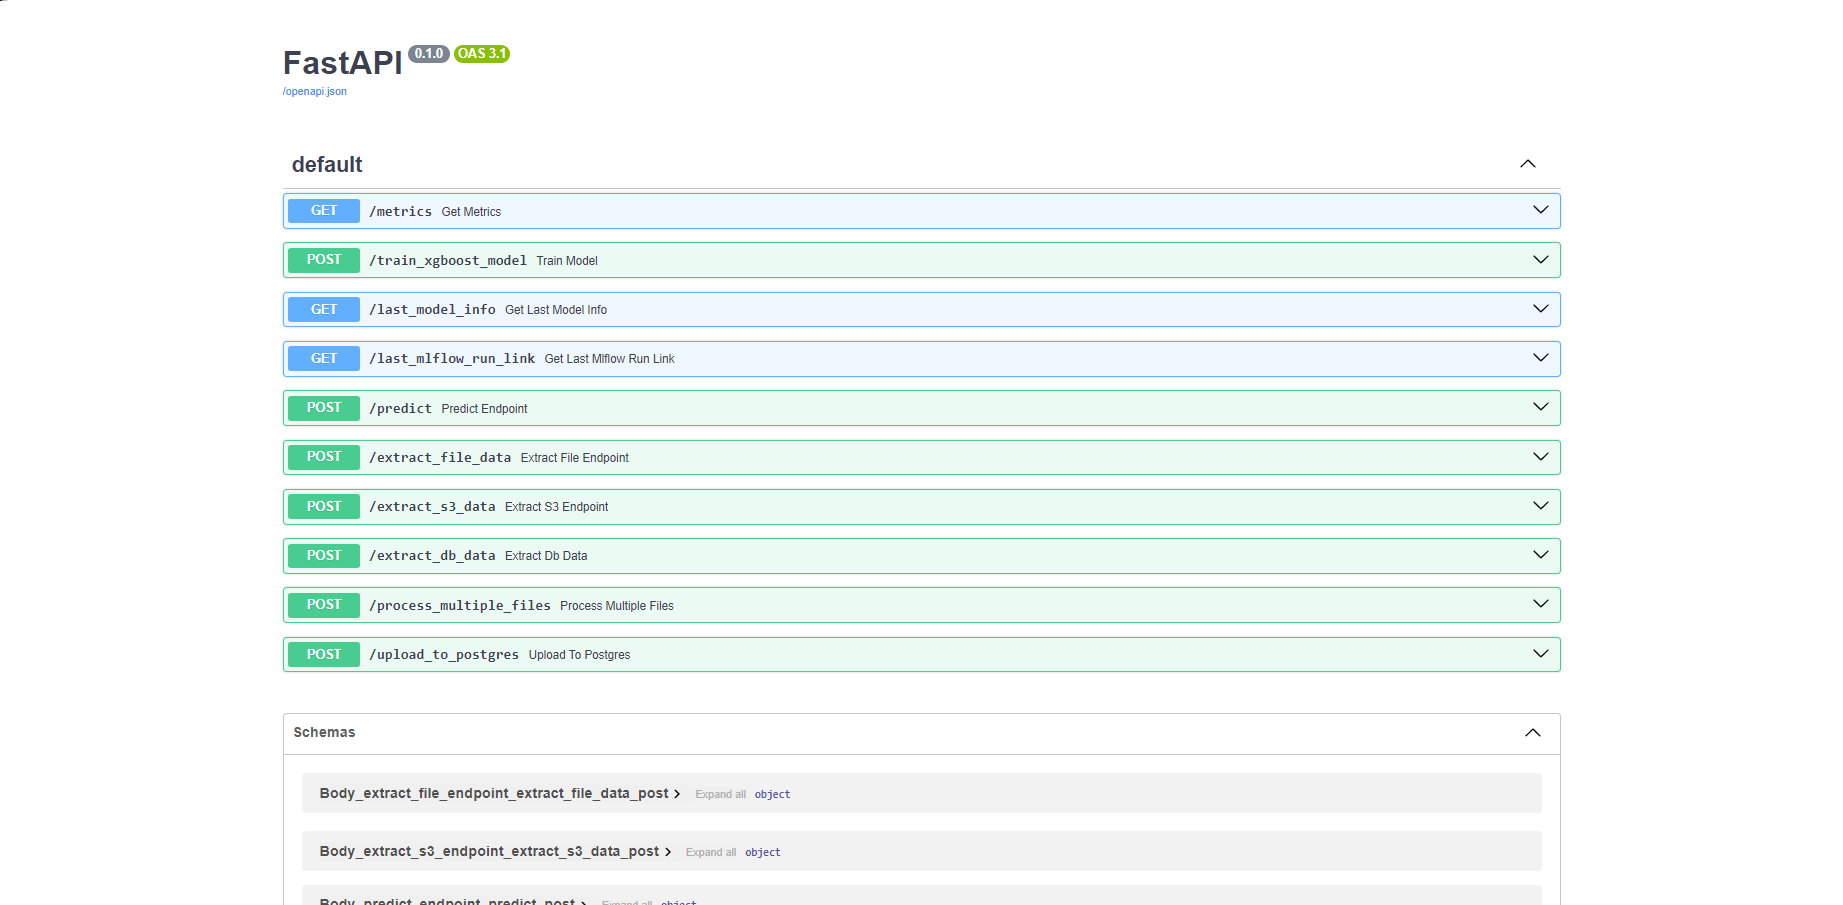 FastAPI 0.1.0 OAS 3.1
/openapi.json
default
GET /metrics Get Metrics
POST /train_xgboost_model Train Model
GET /last_model_info Get Last Model Info
GET /last_mlflow_run_link Get Last Mlflow Run Link
POST /predict Predict Endpoint
POST /extract_file_data Extract File Endpoint
POST /extract_s3_data Extract S3 Endpoint
POST /extract_db_data Extract Db Data
POST /process_multiple_files Process Multiple Files
POST /upload_to_postgres Upload To Postgres
Schemas
Body_extract_file_endpoint_extract_file_data_post Expand all object
Body_extract_s3_endpoint_extract_s3_data_post Expand all object
Body_predict_endpoint_predict_post Expand all object